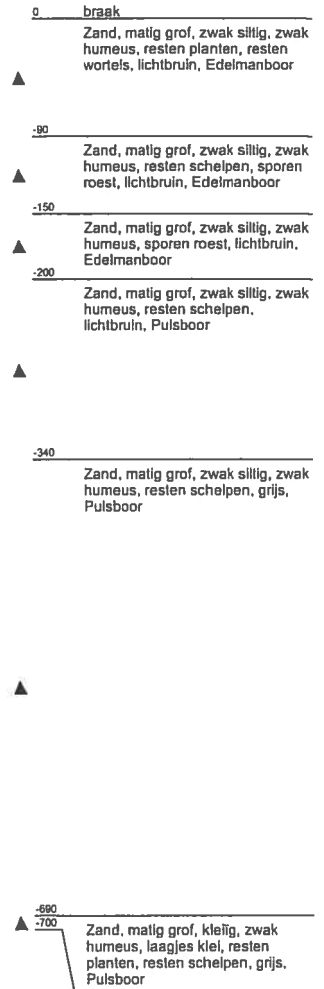 0 braak
Zand, matig grof, zwak siltig, zwak
humeus, resten planten, resten
wortels, lichtbruin, Edelmanboor
-90
Zand, matig grof, zwak siltig, zwak
humeus, resten schelpen, sporen
roest, lichtbruin, Edelmanboor
-150
Zand, matig grof, zwak siltig, zwak
humeus, sporen roest, lichtbruin,
Edelmanboor
-200
Zand, matig grof, zwak siltig, zwak
humeus, resten schelpen,
lichtbruin, Pulsboor
-340
Zand, matig grof, zwak siltig, zwak
humeus, resten schelpen, grijs,
Pulsboor
-690
-700
Zand, matig grof, kleiïg, zwak
humeus, laagjes klei, resten
planten, resten schelpen, grijs,
Pulsboor